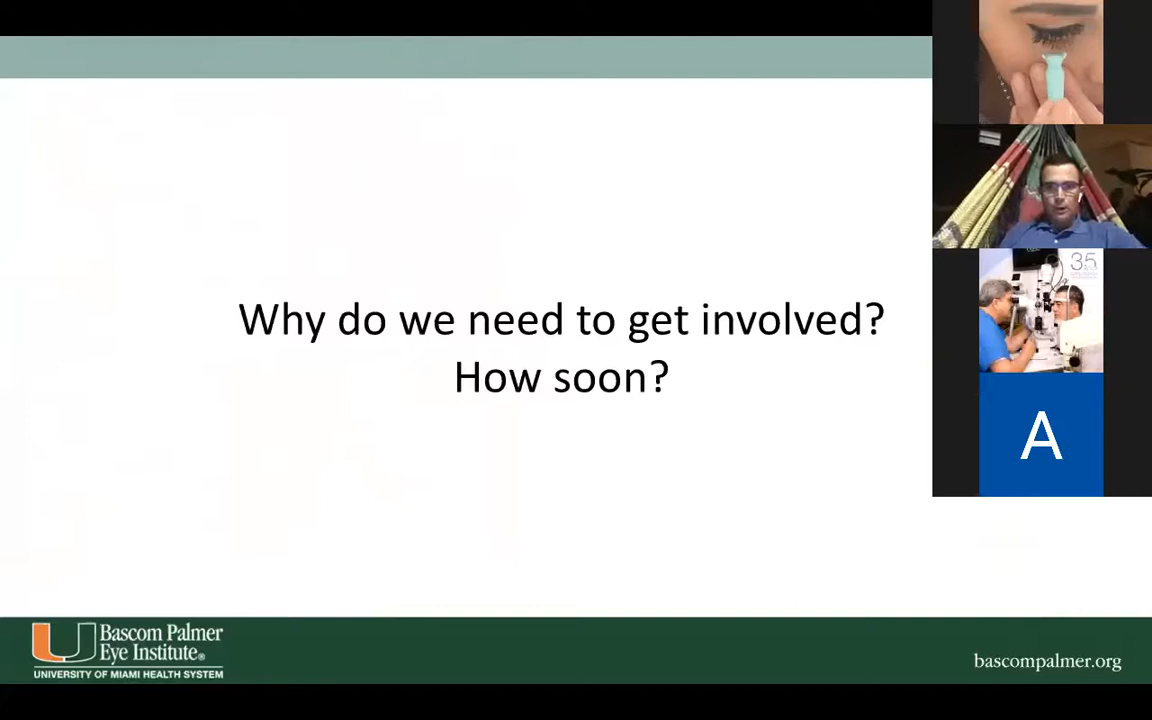 Why do we need to get involved?
How soon?
35
A
Bascom Palmer
Eye Institute®
UNIVERSITY OF MIAMI HEALTH SYSTEM
bascompalmer.org